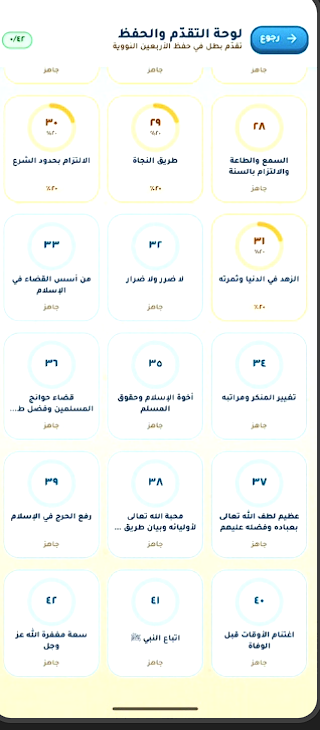 رجوع →
لوحة التقدّم والحفظ
٠/٤٢
تقدّم بطل في حفظ الأربعين النووية
جاهز
جاهز
٢٨
السمع والطاعة
والالتزام بالسنة
جاهز
٢٩
٪٢٠
طريق النجاة
٪٢٠
٣٠
٪٢٠
الالتزام بحدود الشرع
٪٢٠
٣١
٪٢٠
الزهد في الدنيا وثمرته
٪٢٠
٣٢
لا ضرر ولا ضرار
جاهز
٣٣
من أسس القضاء في
الإسلام
جاهز
٣٤
تغيير المنكر ومراتبه
جاهز
٣٥
أخوة الإسلام وحقوق
المسلم
جاهز
٣٦
قضاء حوائج
المسلمين وفضل ط...
جاهز
٣٧
عظيم لطف الله تعالى
بعباده وفضله عليهم
جاهز
٣٨
محبة الله تعالى
لأوليائه وبيان طريق ...
جاهز
٣٩
رفع الحرج في الإسلام
جاهز
٤٠
اغتنام الأوقات قبل
الوفاة
جاهز
٤١
اتباع النبي ﷺ
جاهز
٤٢
سعة مغفرة الله عز
وجل
جاهز